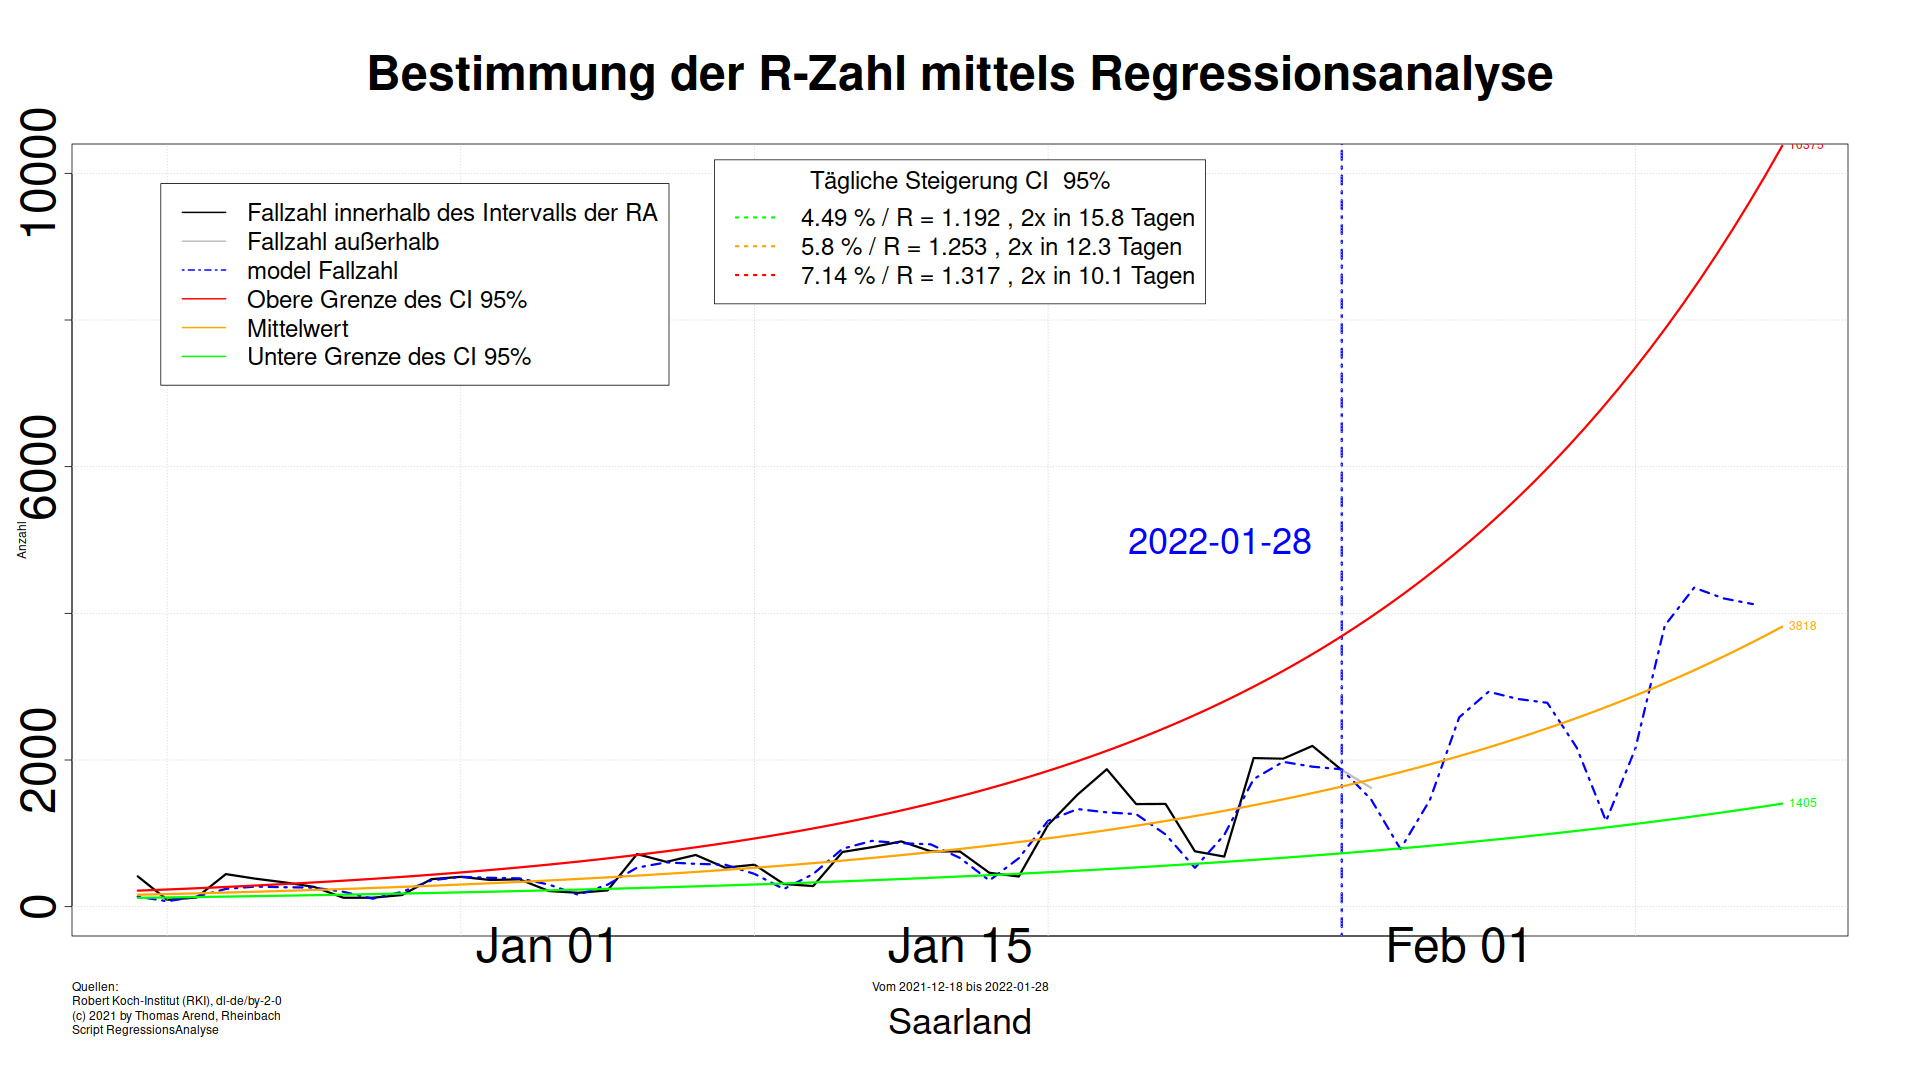 Bestimmung der R-Zahl mittels Regressionsanalyse
10000
6000
2000
0
Anzahl
Fallzahl innerhalb des Intervalls der RA
Fallzahl außerhalb
model Fallzahl
Obere Grenze des CI 95%
Mittelwert
Untere Grenze des CI 95%
Tägliche Steigerung CI  95%
4.49 % / R = 1.192 , 2x in 15.8 Tagen
5.8 % / R = 1.253 , 2x in 12.3 Tagen
7.14 % / R = 1.317 , 2x in 10.1 Tagen
10375
2022-01-28
3818
1405
Jan 01
Jan 15
Feb 01
Quellen:
Robert Koch-Institut (RKI), dl-de/by-2-0
(c) 2021 by Thomas Arend, Rheinbach
Script RegressionsAnalyse
Vom 2021-12-18 bis 2022-01-28
Saarland